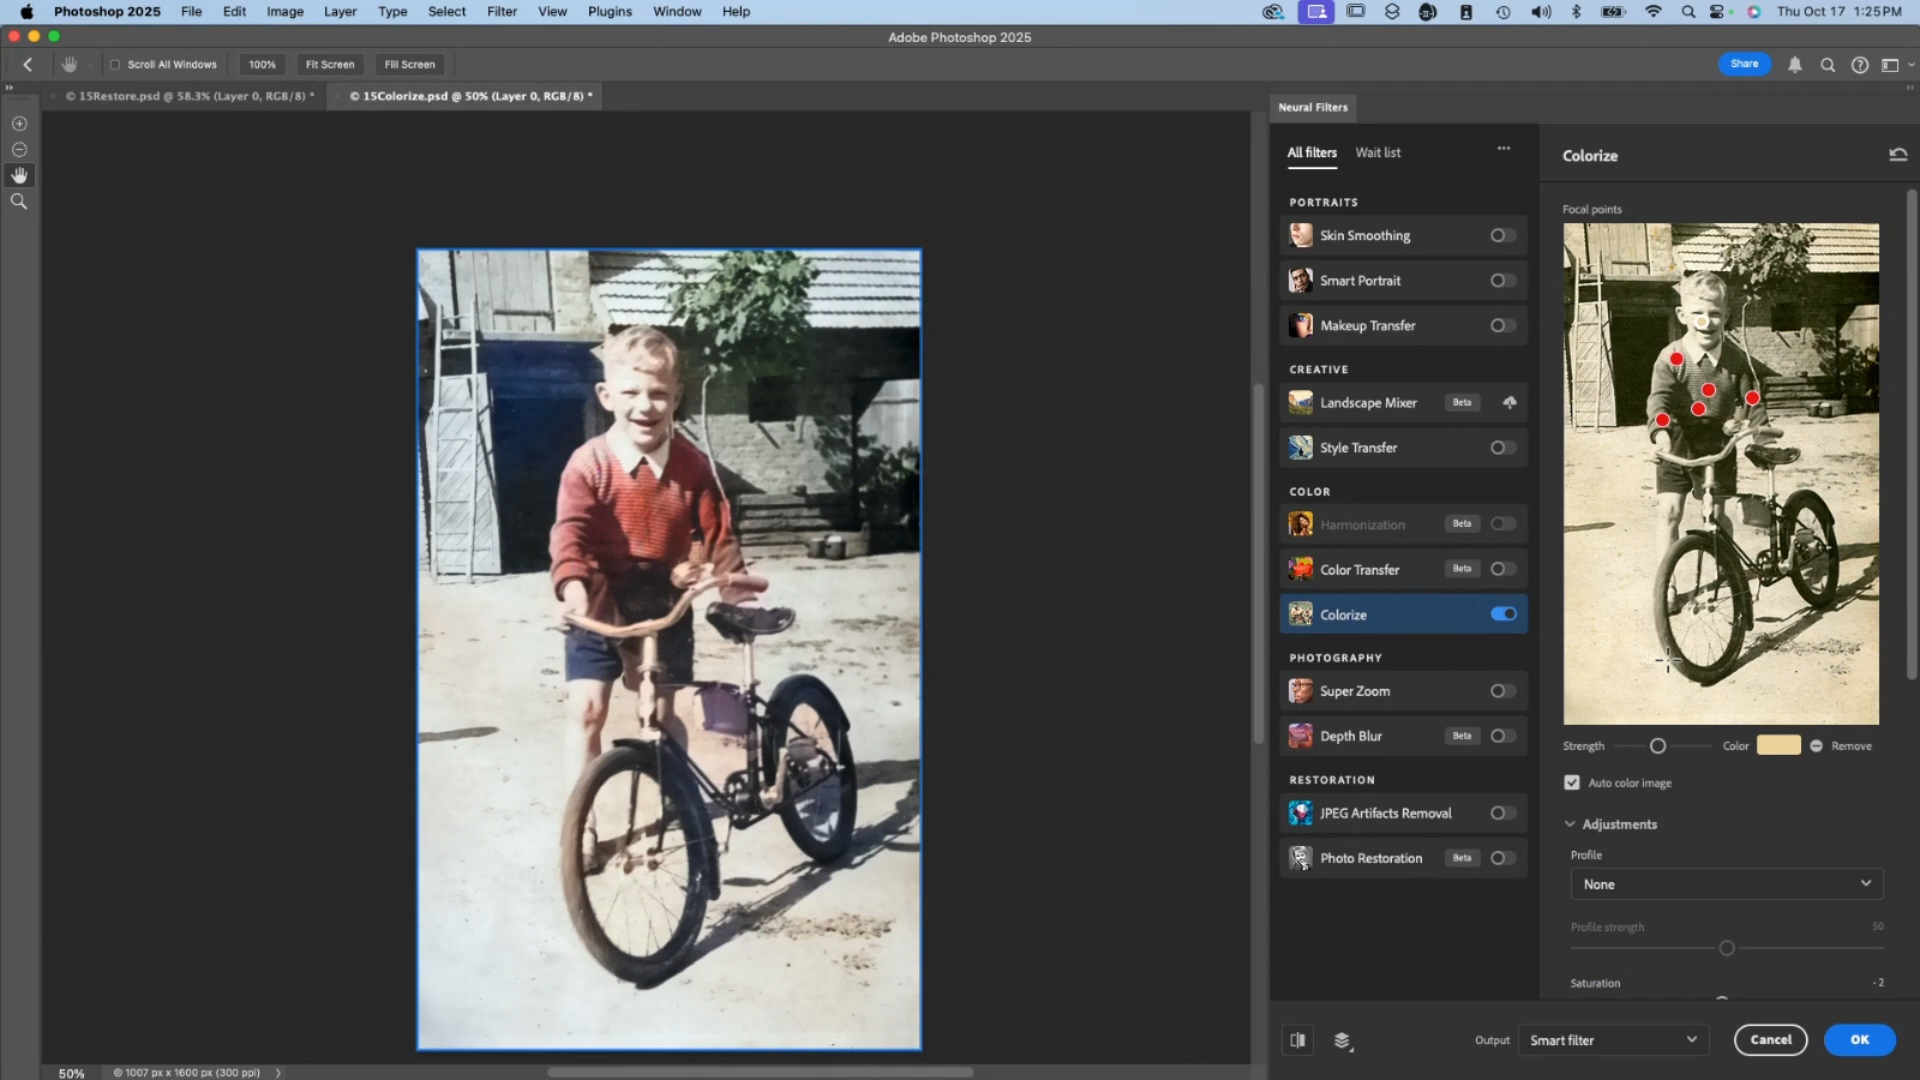 Photoshop 2025 File Edit Image Layer Type Select Filter View Plugins Window Help Thu Oct 17 1:25 PM
Adobe Photoshop 2025
Scroll All Windows 100% Fit Screen Fill Screen Share
© 15Restore.psd @ 58.3% (Layer 0, RGB/8) * © 15Colorize.psd @ 50% (Layer 0, RGB/8) *
Neural Filters
All filters Wait list
Colorize
PORTRAITS
Focal points
Skin Smoothing
Smart Portrait
Makeup Transfer
CREATIVE
Landscape Mixer Beta
Style Transfer
COLOR
Harmonization Beta
Color Transfer Beta
Colorize
PHOTOGRAPHY
Super Zoom
Depth Blur Beta
Strength Color Remove
RESTORATION
Auto color image
JPEG Artifacts Removal
Adjustments
Photo Restoration Beta
Profile
None
Profile strength 50
Saturation -2
Output Smart filter Cancel OK
50% © 1007 px x 1600 px (300 ppi)